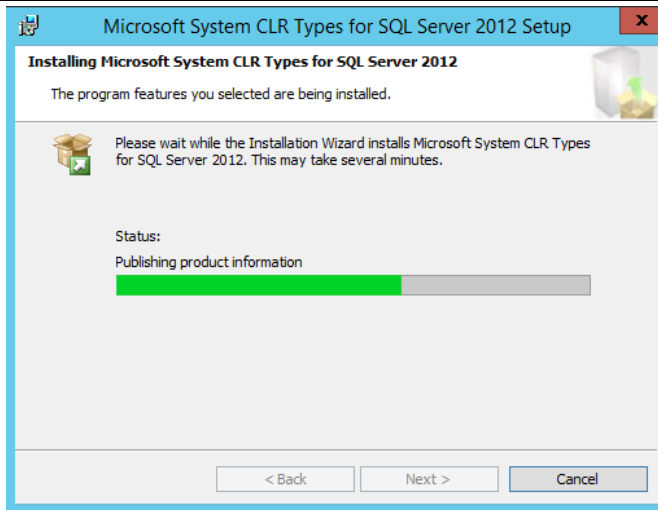 Microsoft System CLR Types for SQL Server 2012 Setup
x
Installing Microsoft System CLR Types for SQL Server 2012
The program features you selected are being installed.
Please wait while the Installation Wizard installs Microsoft System CLR Types
for SQL Server 2012. This may take several minutes.
Status:
Publishing product information
< Back
Next >
Cancel